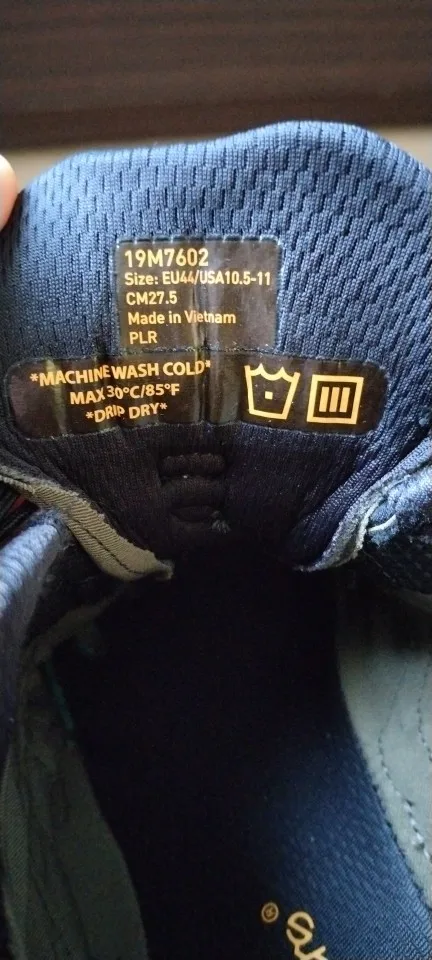 19M7602
Size: EU44/USA10.5-11
CM27.5
Made in Vietnam
PLR
*MACHINE WASH COLD*
MAX 30°C/85°F
*DRIP DRY*
®